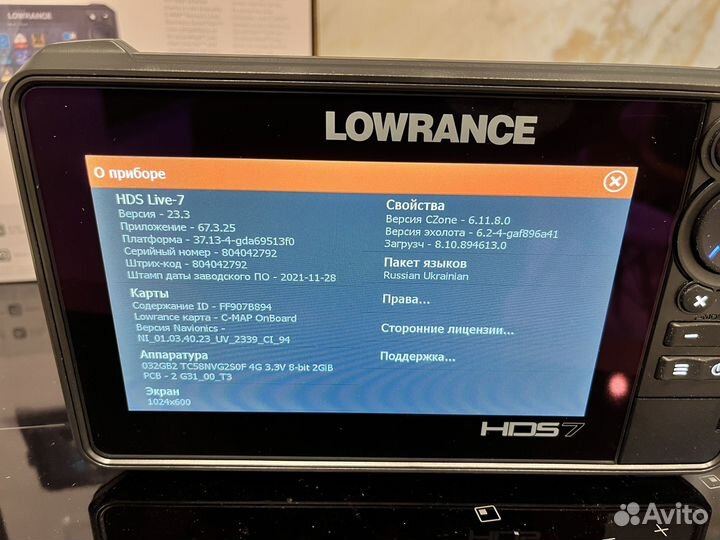 LOWRANCE
LOWRANCE
О приборе
HDS Live-7
Версия - 23.3
Приложение - 67.3.25
Платформа - 37.13-4-gda69513f0
Серийный номер - 804042792
Штрих-код - 804042792
Штамп даты заводского ПО - 2021-11-28
Карты
Содержание ID - FF907B894
Lowrance карта - C-MAP OnBoard
Версия Navionics -
NI_01.03.40.23_UV_2339_CI_94
Аппаратура
032GB2 TC58NVG2S0F 4G 3.3V 8-bit 2GiB
PCB - 2 G31_00_T3
Экран
1024x600
Свойства
Версия CZone - 6.11.8.0
Версия эхолота - 6.2-4-gaf896a41
Загрузч - 8.10.894613.0
Пакет языков
Russian Ukrainian
Права...
Сторонние лицензии...
Поддержка...
HDS7
Avito